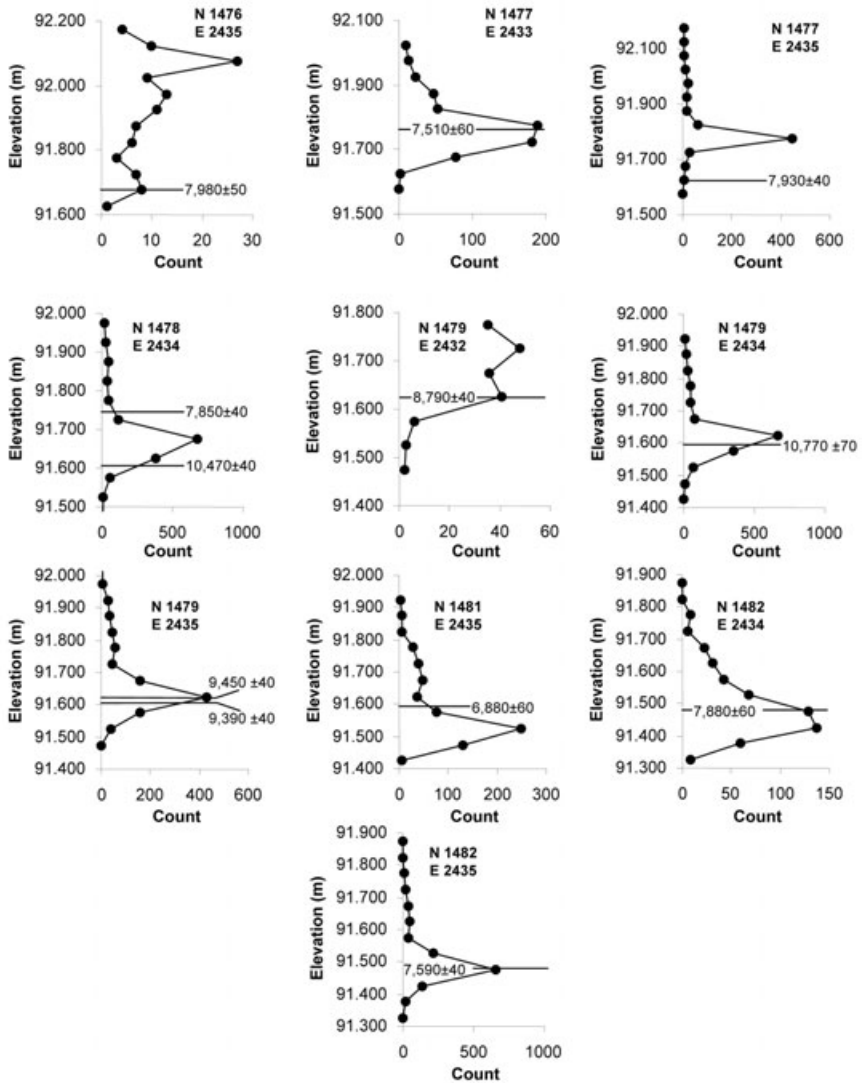 N 1476
E 2435
92.200
92.000
91.800
91.600
Elevation (m)
7,980±50
0 10 20 30
Count
N 1477
E 2433
92.100
91.900
91.700
91.500
Elevation (m)
7,510±60
0 100 200
Count
N 1477
E 2435
92.100
91.900
91.700
91.500
Elevation (m)
7,930±40
0 200 400 600
Count
N 1478
E 2434
92.000
91.900
91.800
91.700
91.600
91.500
Elevation (m)
7,850±40
10,470±40
0 500 1000
Count
N 1479
E 2432
91.800
91.700
91.600
91.500
91.400
Elevation (m)
8,790±40
0 20 40 60
Count
N 1479
E 2434
92.000
91.900
91.800
91.700
91.600
91.500
91.400
Elevation (m)
10,770 ±70
0 500 1000
Count
N 1479
E 2435
92.000
91.900
91.800
91.700
91.600
91.500
91.400
Elevation (m)
9,450 ±40
9,390 ±40
0 200 400 600
Count
N 1481
E 2435
92.000
91.900
91.800
91.700
91.600
91.500
91.400
Elevation (m)
6,880±60
0 100 200 300
Count
N 1482
E 2434
91.900
91.800
91.700
91.600
91.500
91.400
91.300
Elevation (m)
7,880±60
0 50 100 150
Count
N 1482
E 2435
91.900
91.800
91.700
91.600
91.500
91.400
91.300
Elevation (m)
7,590±40
0 500 1000
Count